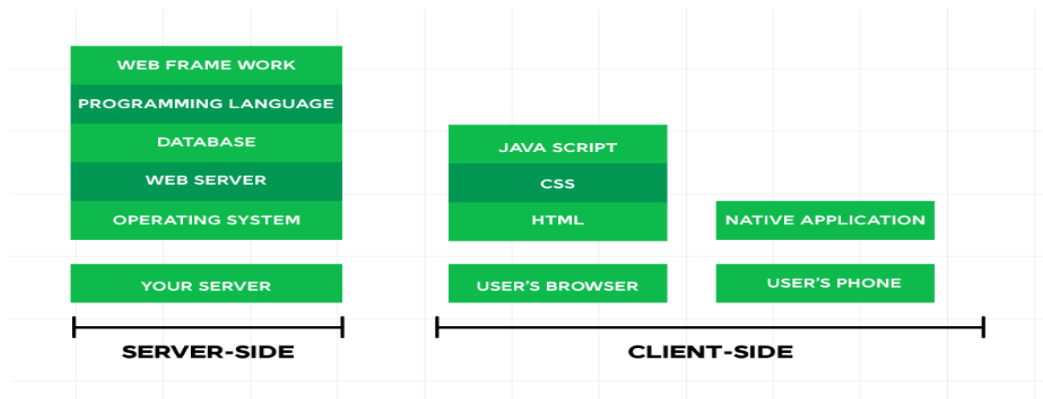 WEB FRAME WORK
PROGRAMMING LANGUAGE
DATABASE
WEB SERVER
OPERATING SYSTEM
YOUR SERVER
SERVER-SIDE
JAVA SCRIPT
CSS
HTML
USER'S BROWSER
NATIVE APPLICATION
USER'S PHONE
CLIENT-SIDE